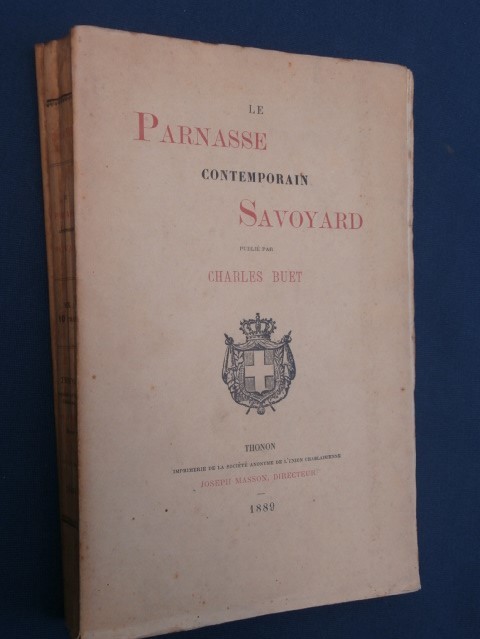 LE
PARNASSE
CONTEMPORAIN
SAVOYARD
PUBLIÉ PAR
CHARLES BUET
THONON
IMPRIMERIE DE LA SOCIÉTÉ ANONYME DE L'UNION CHABLAISIENNE
JOSEPH MASSON, DIRECTEUR
1889